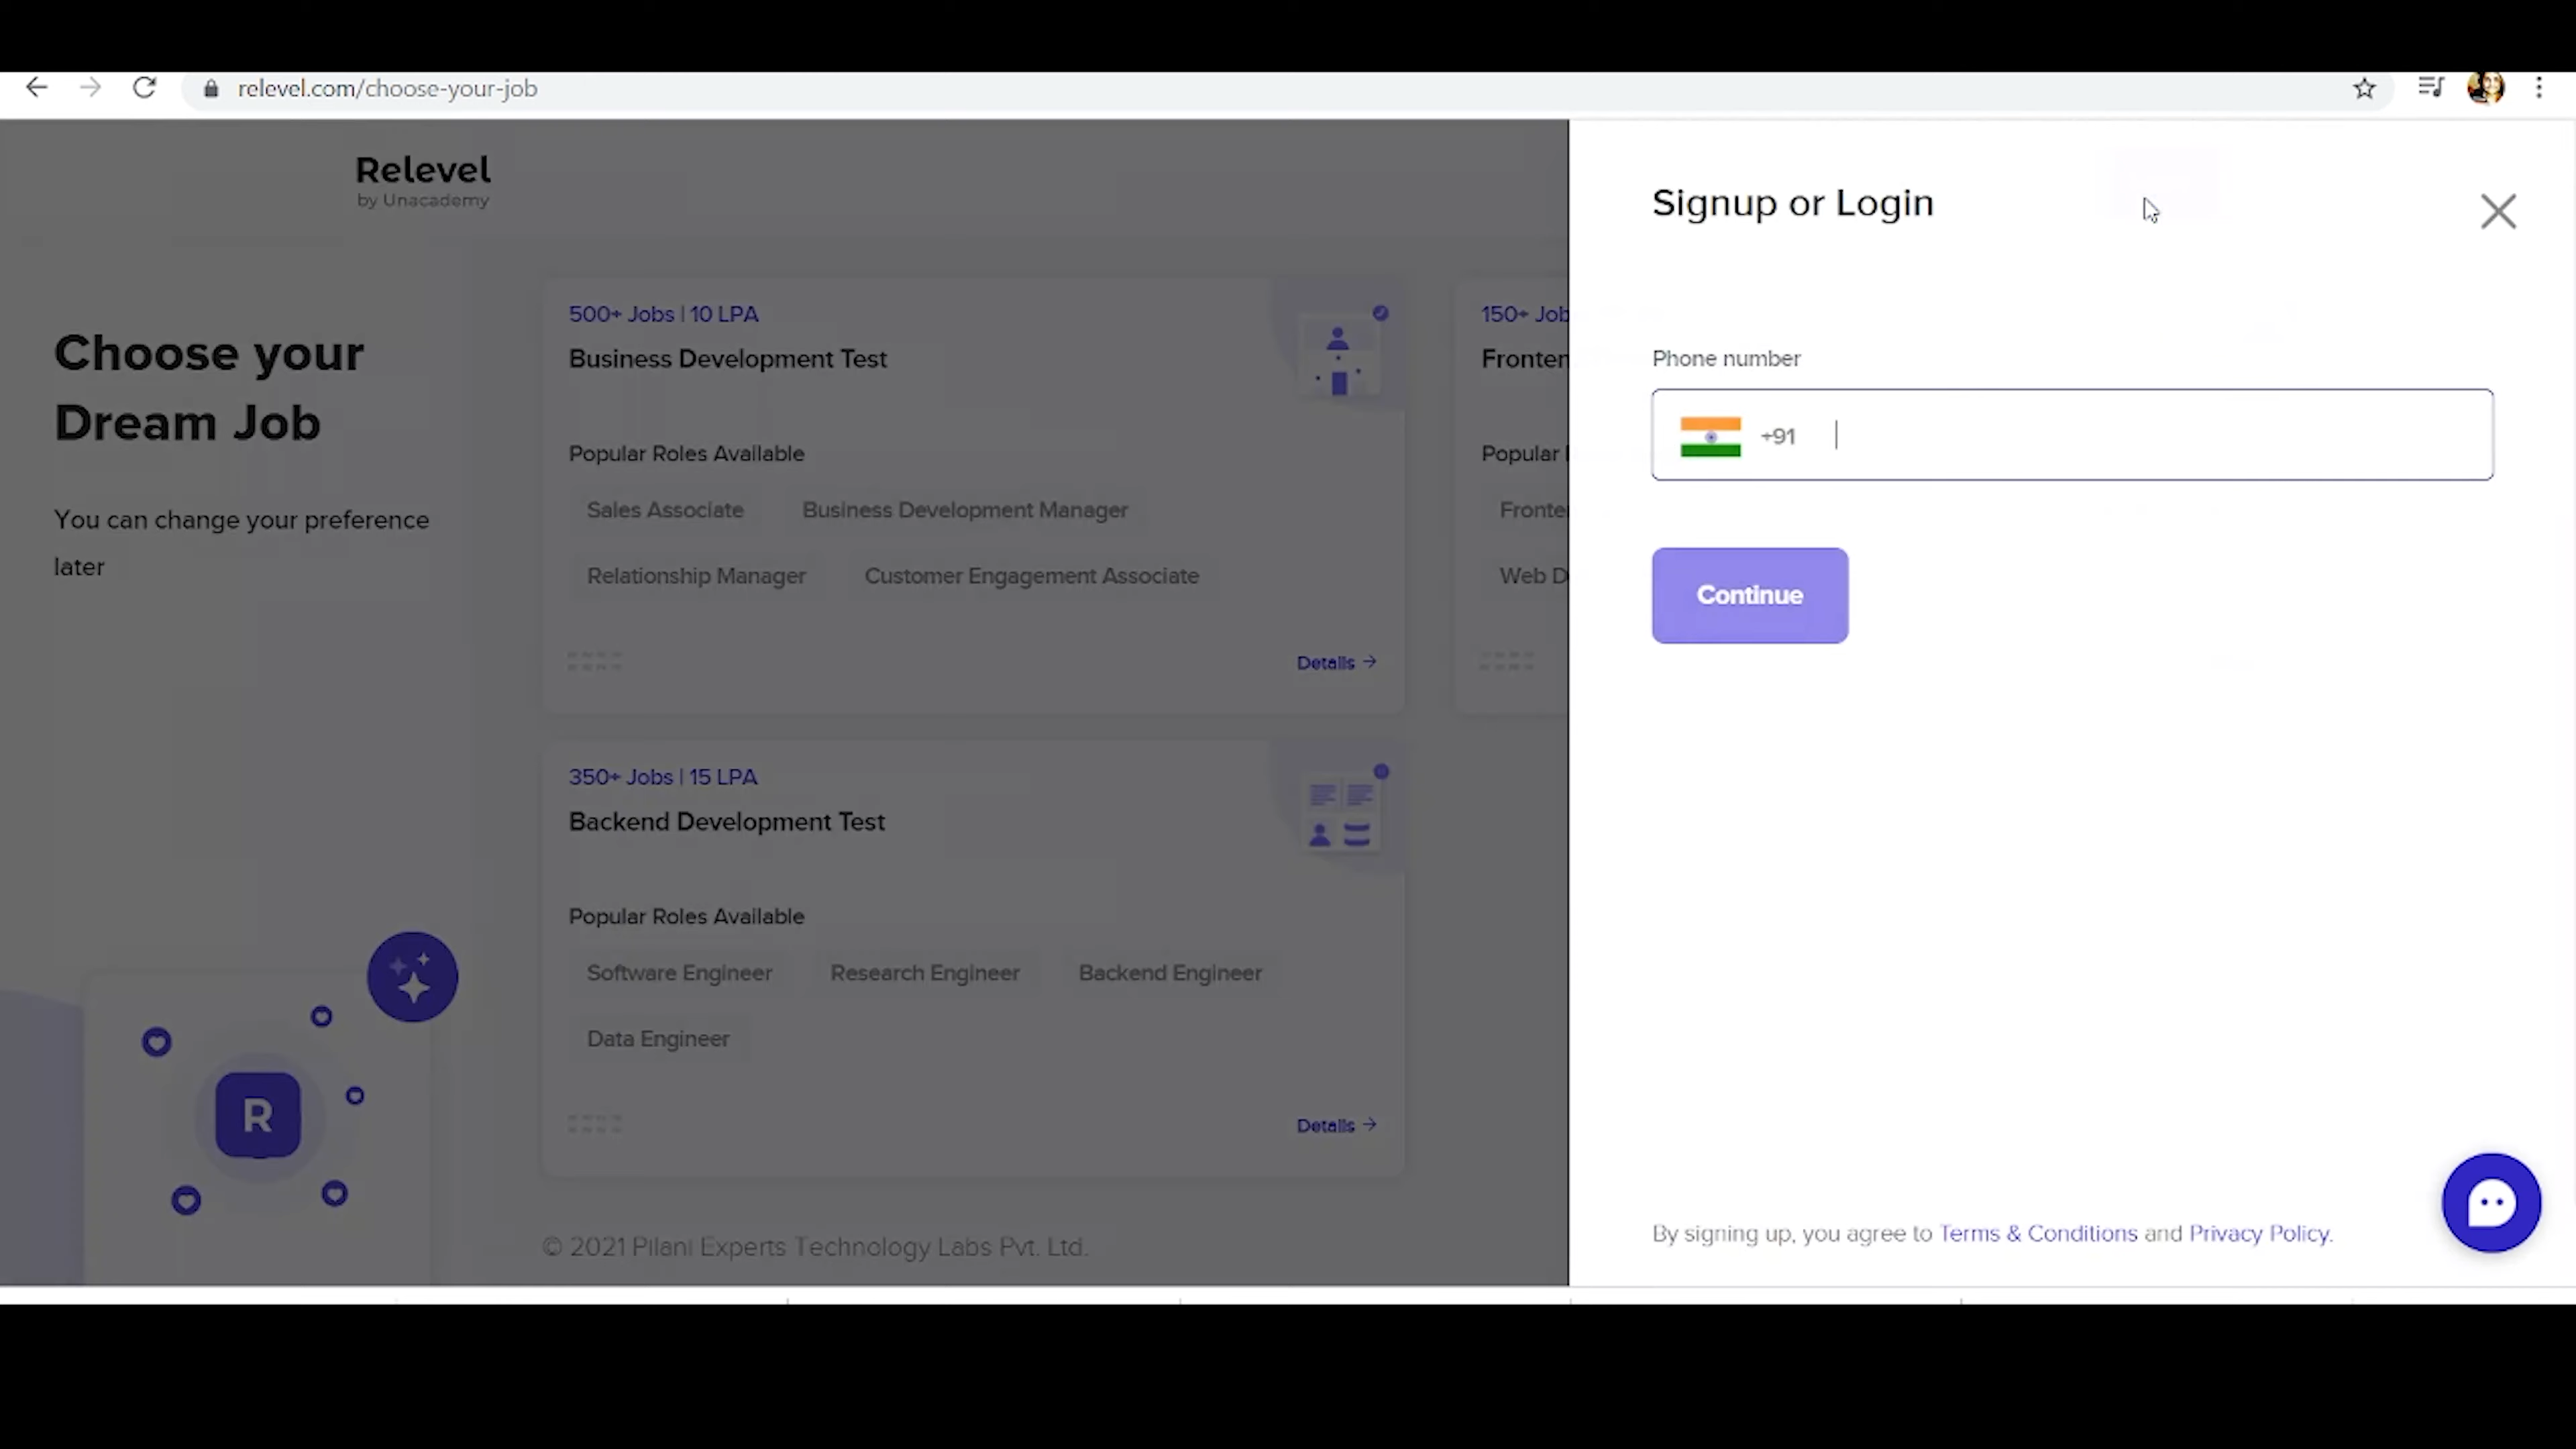 relevel.com/choose-your-job
Relevel
by Unacademy
Choose your
Dream Job
You can change your preference
later
R
500+ Jobs | 10 LPA
Business Development Test
Popular Roles Available
Sales Associate
Business Development Manager
Relationship Manager
Customer Engagement Associate
Details →
350+ Jobs | 15 LPA
Backend Development Test
Popular Roles Available
Software Engineer
Research Engineer
Backend Engineer
Data Engineer
Details →
150+ Job
Fronten
Popular
Fronte
Web D
© 2021 Pilani Experts Technology Labs Pvt. Ltd.
Signup or Login
Phone number
+91
Continue
By signing up, you agree to Terms & Conditions and Privacy Policy.